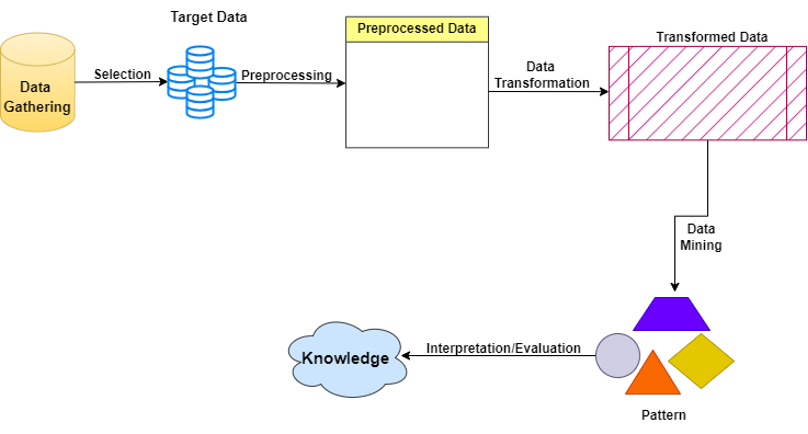 Target Data
Preprocessed Data
Transformed Data
Data
Gathering
Selection
Preprocessing
Data
Transformation
Data
Mining
Knowledge
Interpretation/Evaluation
Pattern